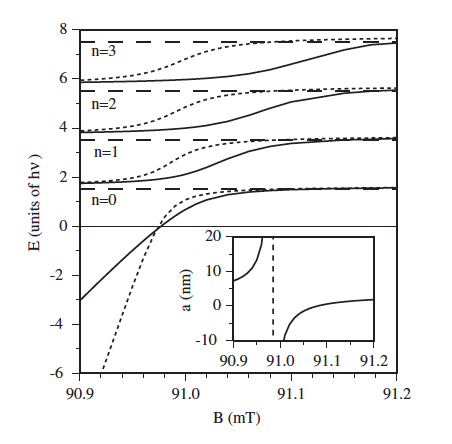 8
n=3
6
n=2
4
n=1
2
n=0
0
-2
-4
-6
E (units of hν)
90.9 91.0 91.1 91.2
B (mT)
20
10
0
-10
a (nm)
90.9 91.0 91.1 91.2